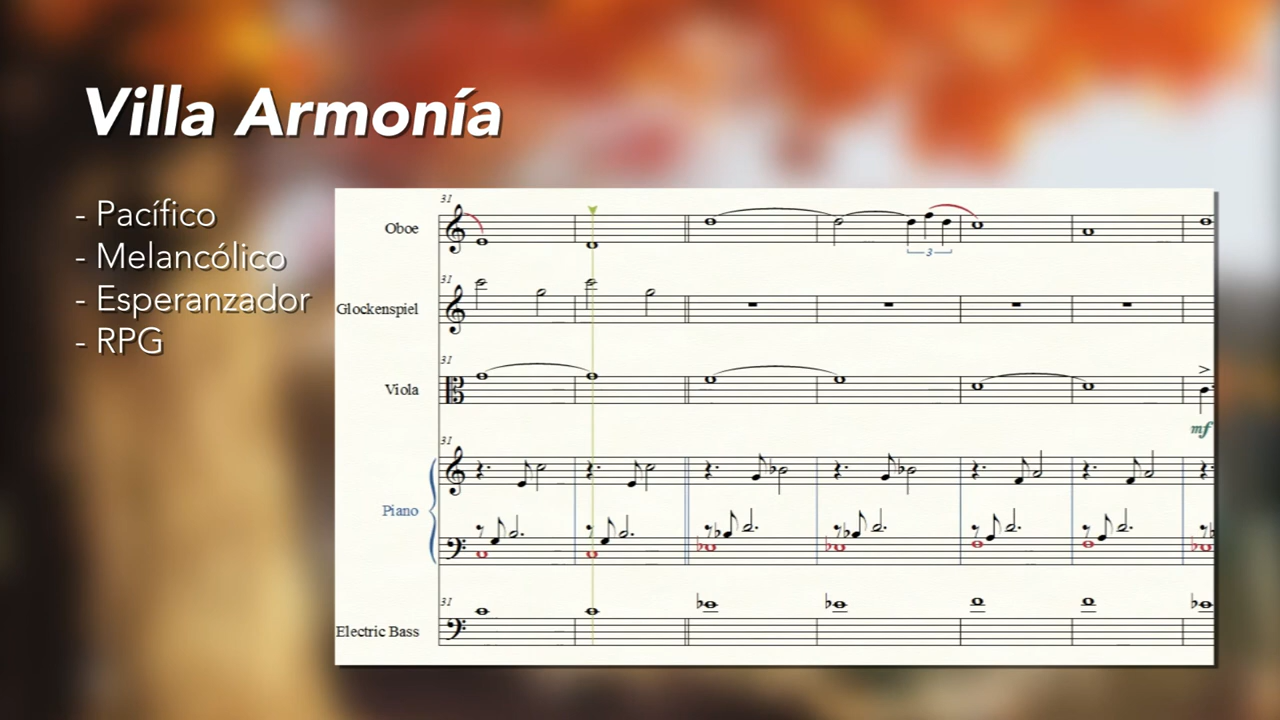 Villa Armonía
- Pacífico
- Melancólico
- Esperanzador
- RPG
31
Oboe
3
31
Glockenspiel
31
Viola
mf
31
Piano
31
Electric Bass